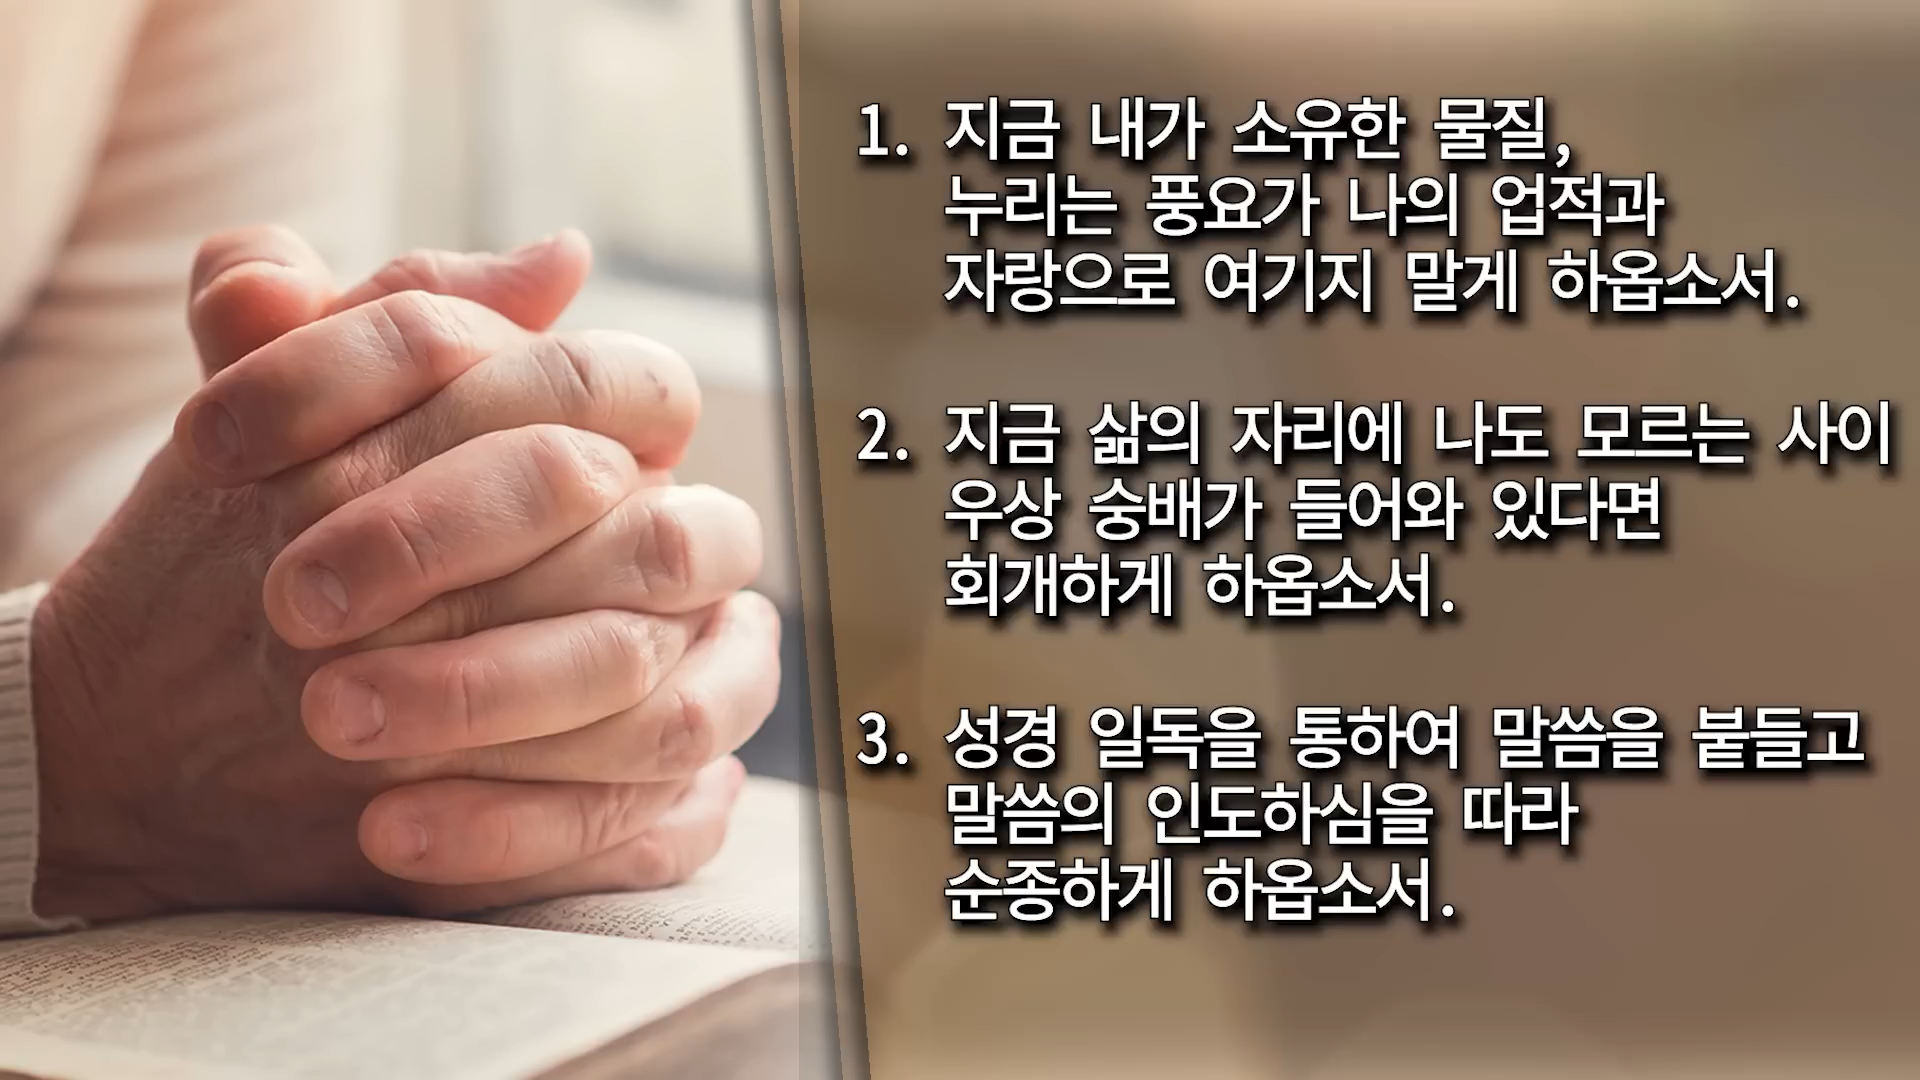 1. 지금 내가 소유한 물질,
누리는 풍요가 나의 업적과
자랑으로 여기지 말게 하옵소서.
2. 지금 삶의 자리에 나도 모르는 사이
우상 숭배가 들어와 있다면
회개하게 하옵소서.
3. 성경 일독을 통하여 말씀을 붙들고
말씀의 인도하심을 따라
순종하게 하옵소서.